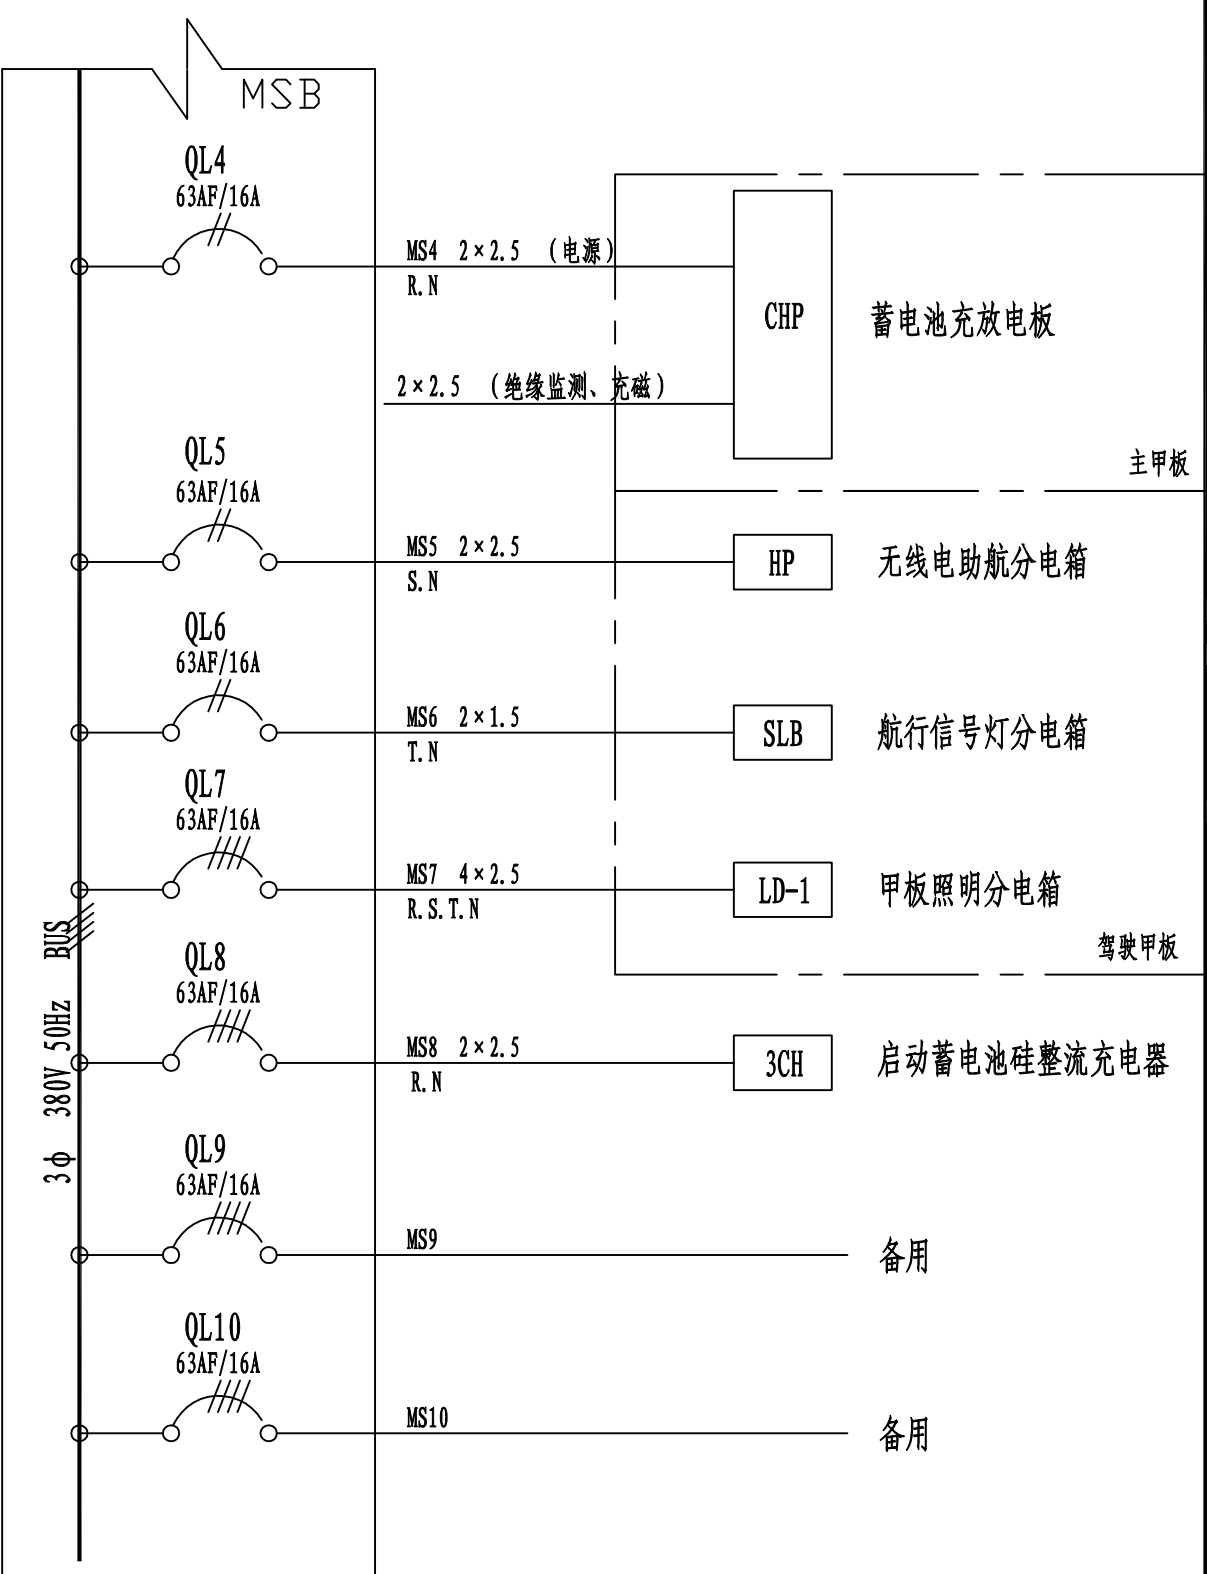 MSB
QL4
63AF/16A
MS4 2×2.5 (电源)
R.N
CHP
蓄电池充放电板
2×2.5 (绝缘监测、充磁)
主甲板
QL5
63AF/16A
MS5 2×2.5
S.N
HP
无线电助航分电箱
QL6
63AF/16A
MS6 2×1.5
T.N
SLB
航行信号灯分电箱
QL7
63AF/16A
MS7 4×2.5
R.S.T.N
LD-1
甲板照明分电箱
驾驶甲板
3ϕ 380V 50Hz BUS
QL8
63AF/16A
MS8 2×2.5
R.N
3CH
启动蓄电池硅整流充电器
QL9
63AF/16A
MS9
备用
QL10
63AF/16A
MS10
备用